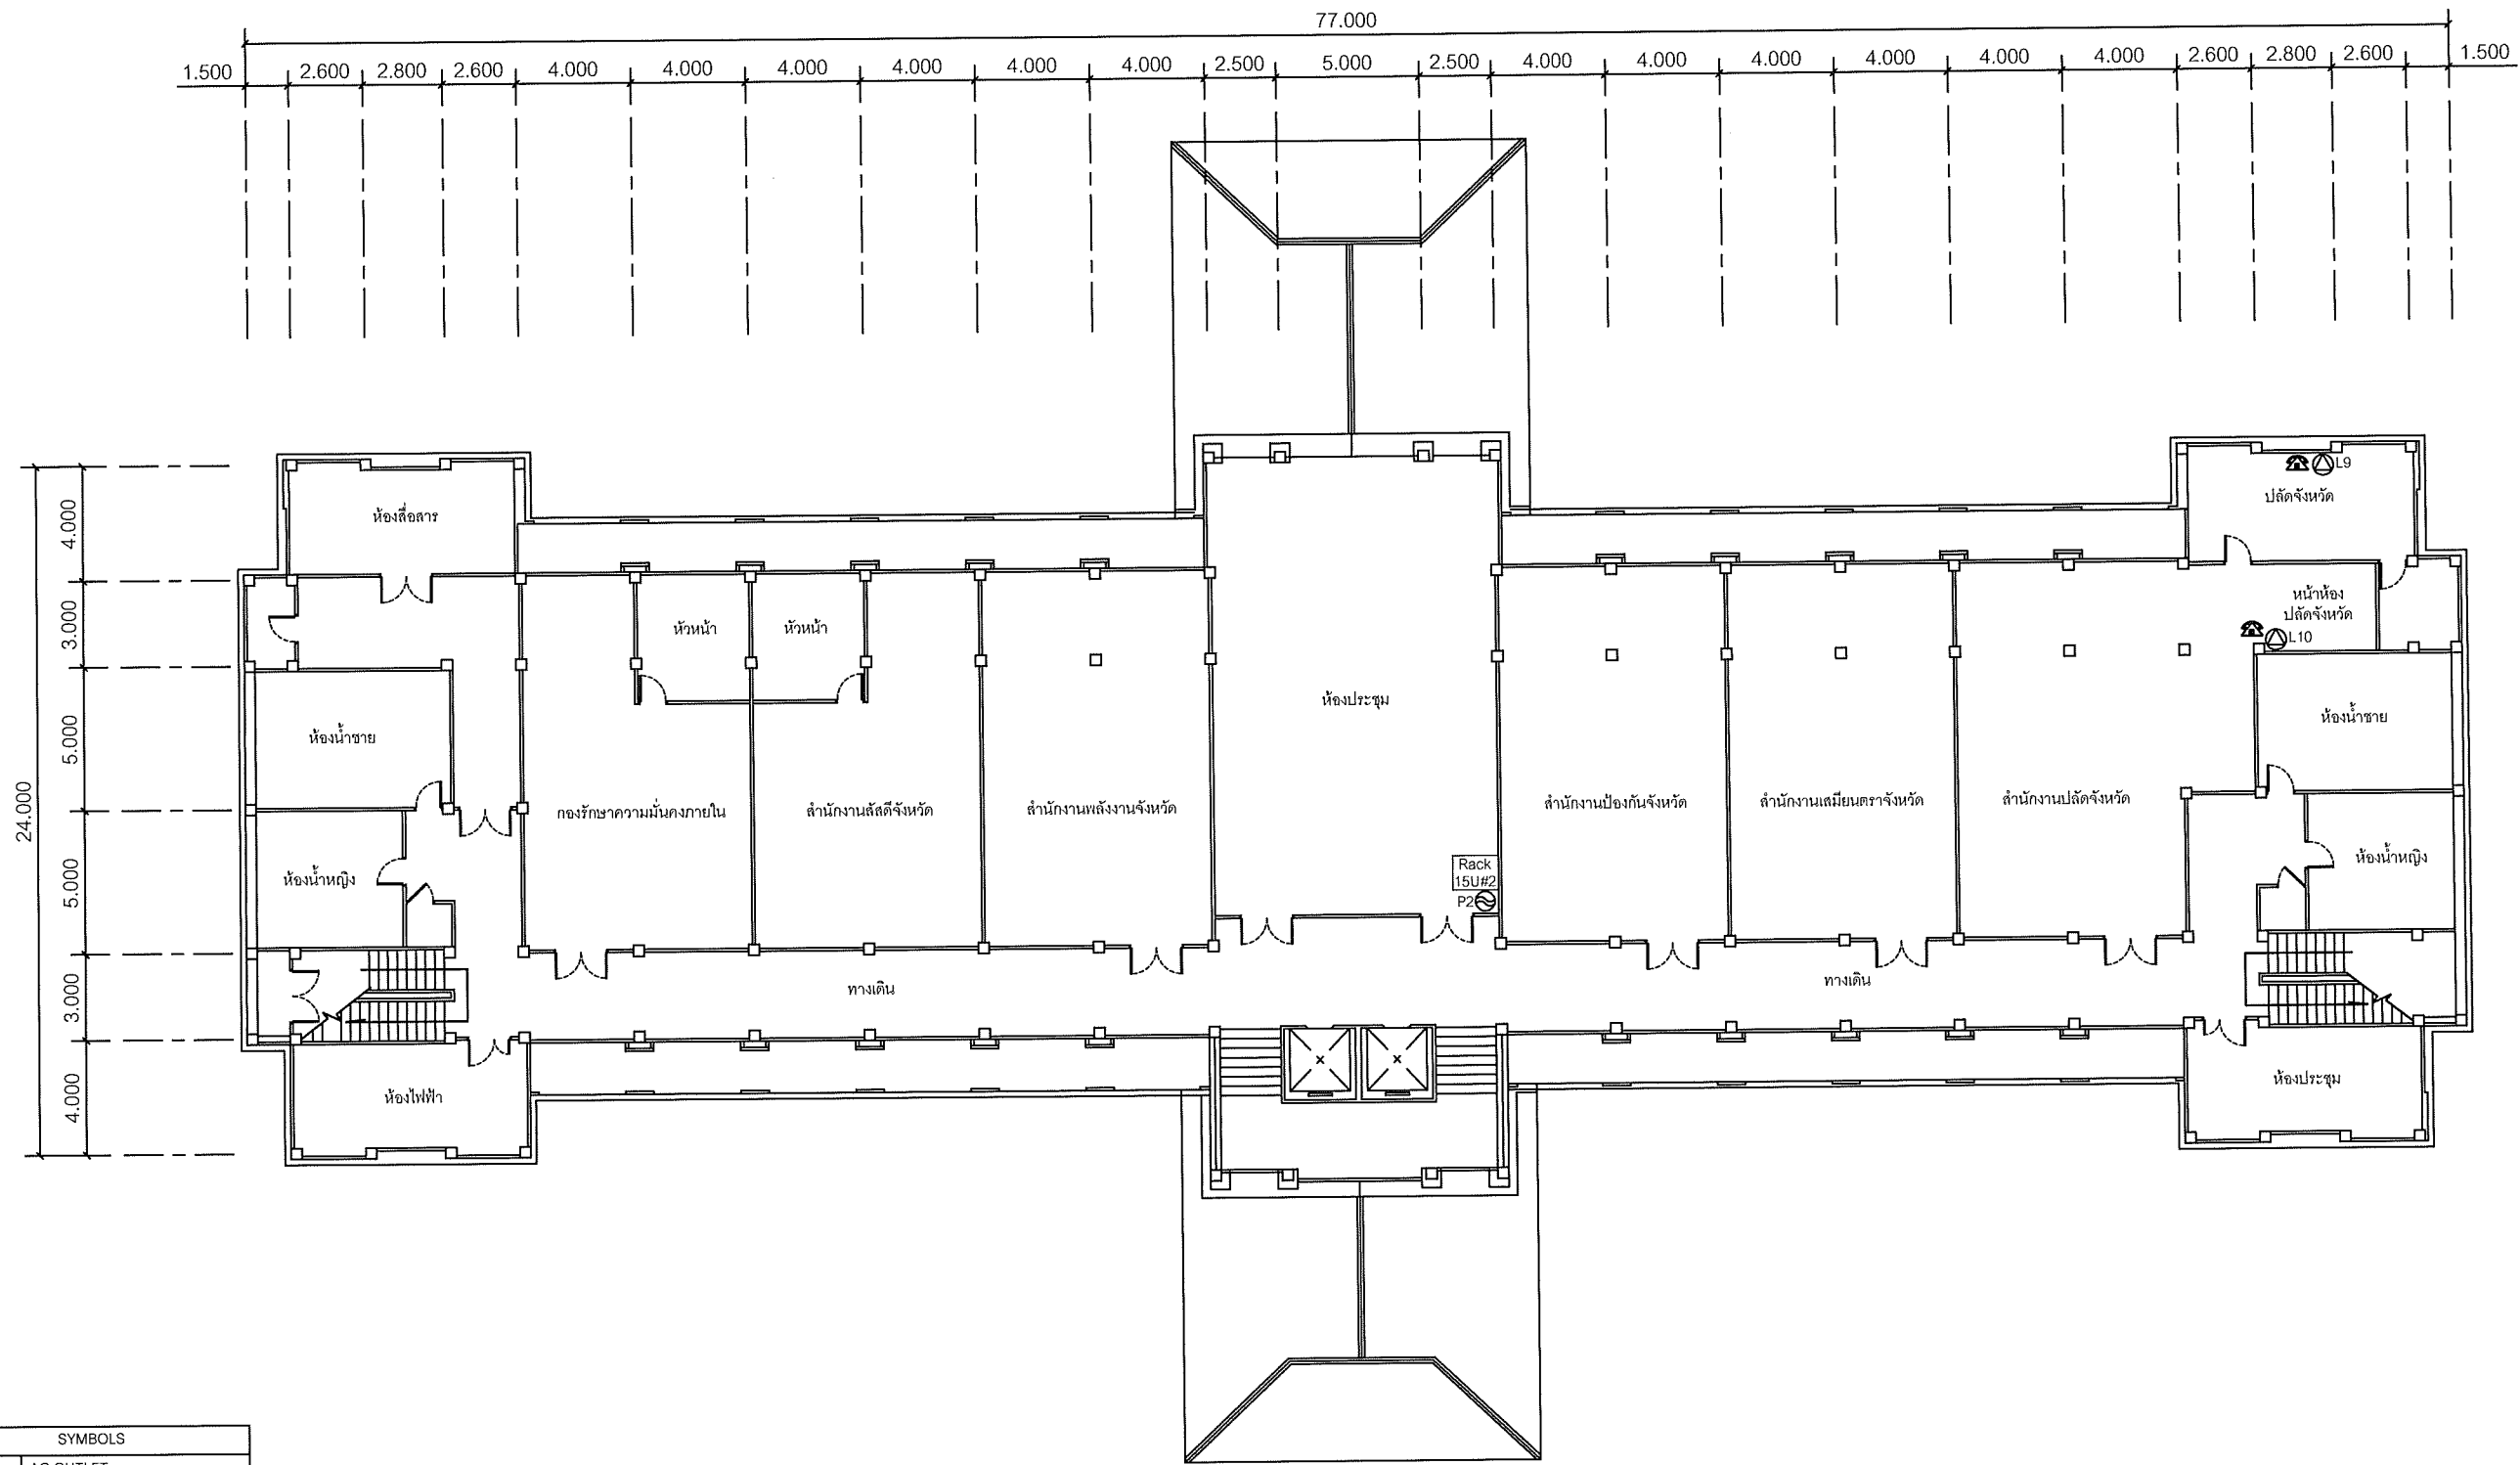 77.000
1.500 2.600 2.800 2.600 4.000 4.000 4.000 4.000 4.000 4.000 2.500 5.000 2.500 4.000 4.000 4.000 4.000 4.000 4.000 2.600 2.800 2.600 1.500
24.000
4.000
3.000
5.000
5.000
3.000
4.000
L9
ปลัดจังหวัด
ห้องสื่อสาร
หน้าห้อง
ปลัดจังหวัด
L10
หัวหน้า
หัวหน้า
ห้องประชุม
ห้องน้ำชาย
ห้องน้ำชาย
กองรักษาความมั่นคงภายใน
สำนักงานสัสดีจังหวัด
สำนักงานพลังงานจังหวัด
สำนักงานป้องกันจังหวัด
สำนักงานเสมียนตราจังหวัด
สำนักงานปลัดจังหวัด
ห้องน้ำหญิง
ห้องน้ำหญิง
Rack
15U#2
P2
ทางเดิน
ทางเดิน
ห้องไฟฟ้า
ห้องประชุม
SYMBOLS
AC OUTLET